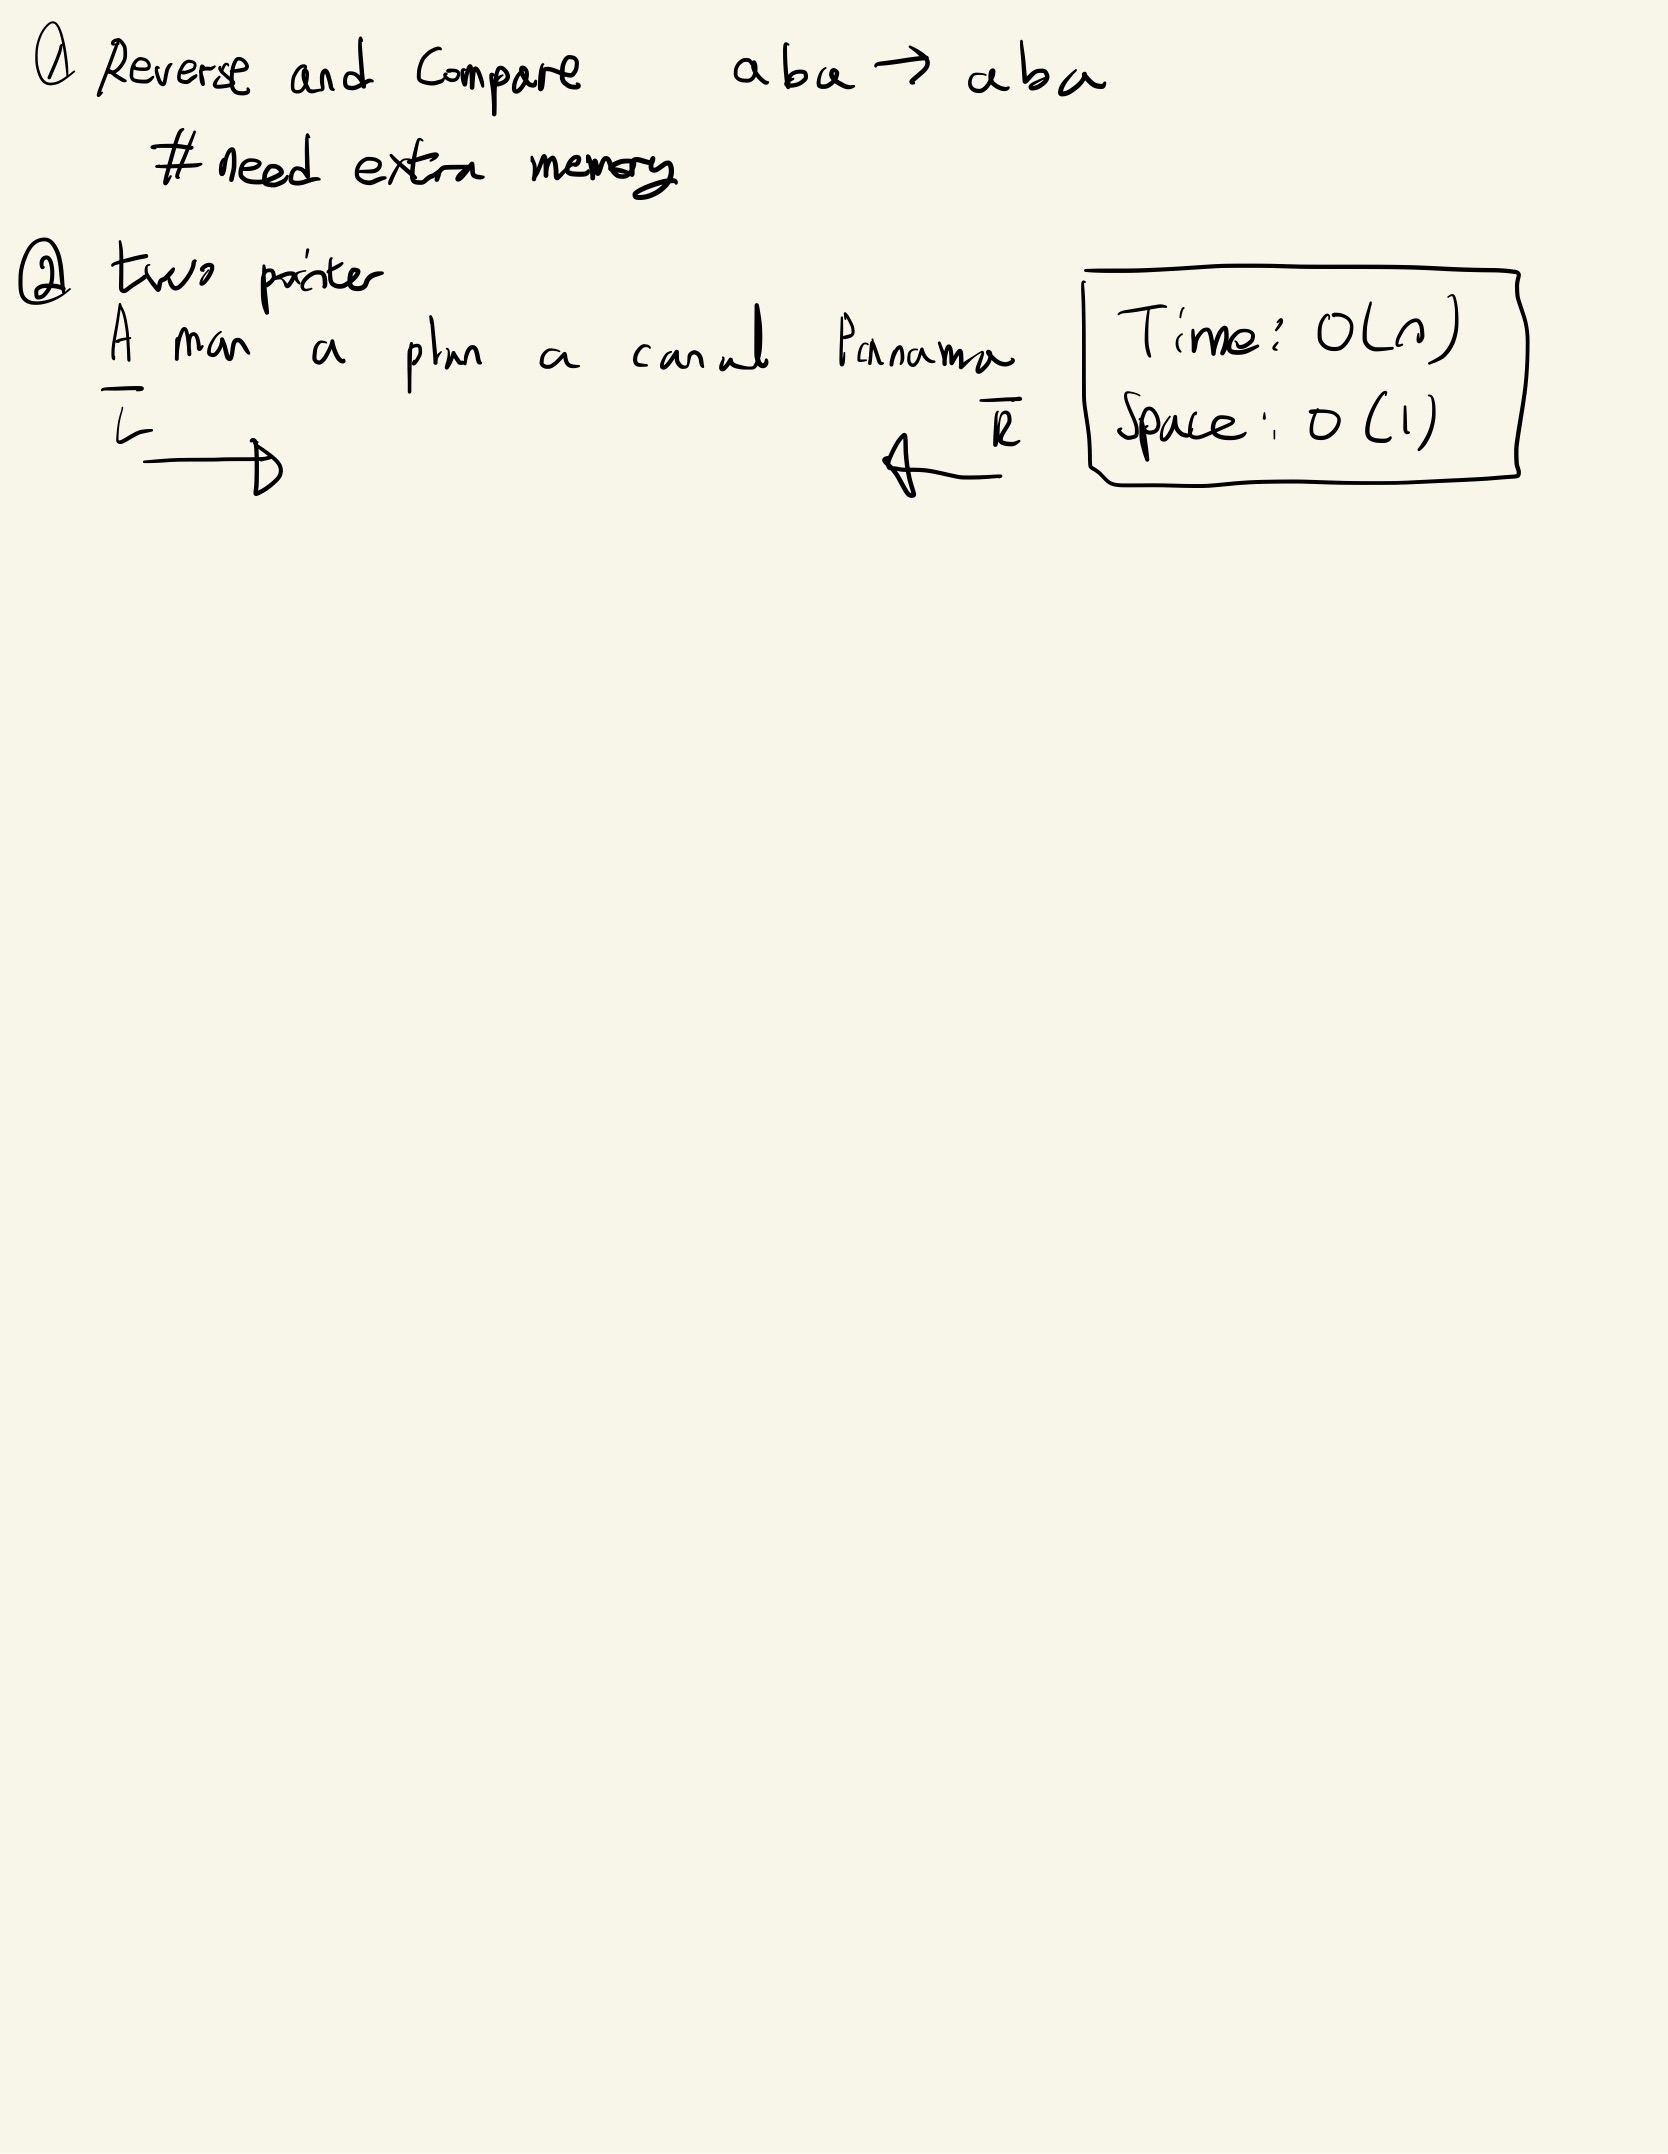 ① Reverse and Compare aba → aba
# need extra memory
② two pointer
A man a plan a canal Panama
L R
Time: O(n)
Space: O(1)